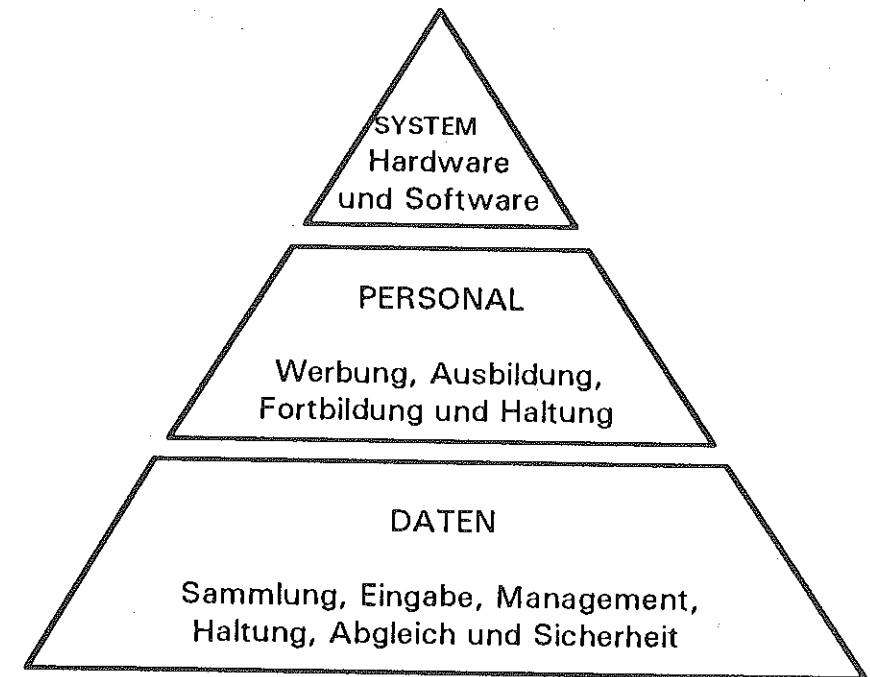 SYSTEM
Hardware
und Software
PERSONAL
Werbung, Ausbildung,
Fortbildung und Haltung
DATEN
Sammlung, Eingabe, Management,
Haltung, Abgleich und Sicherheit